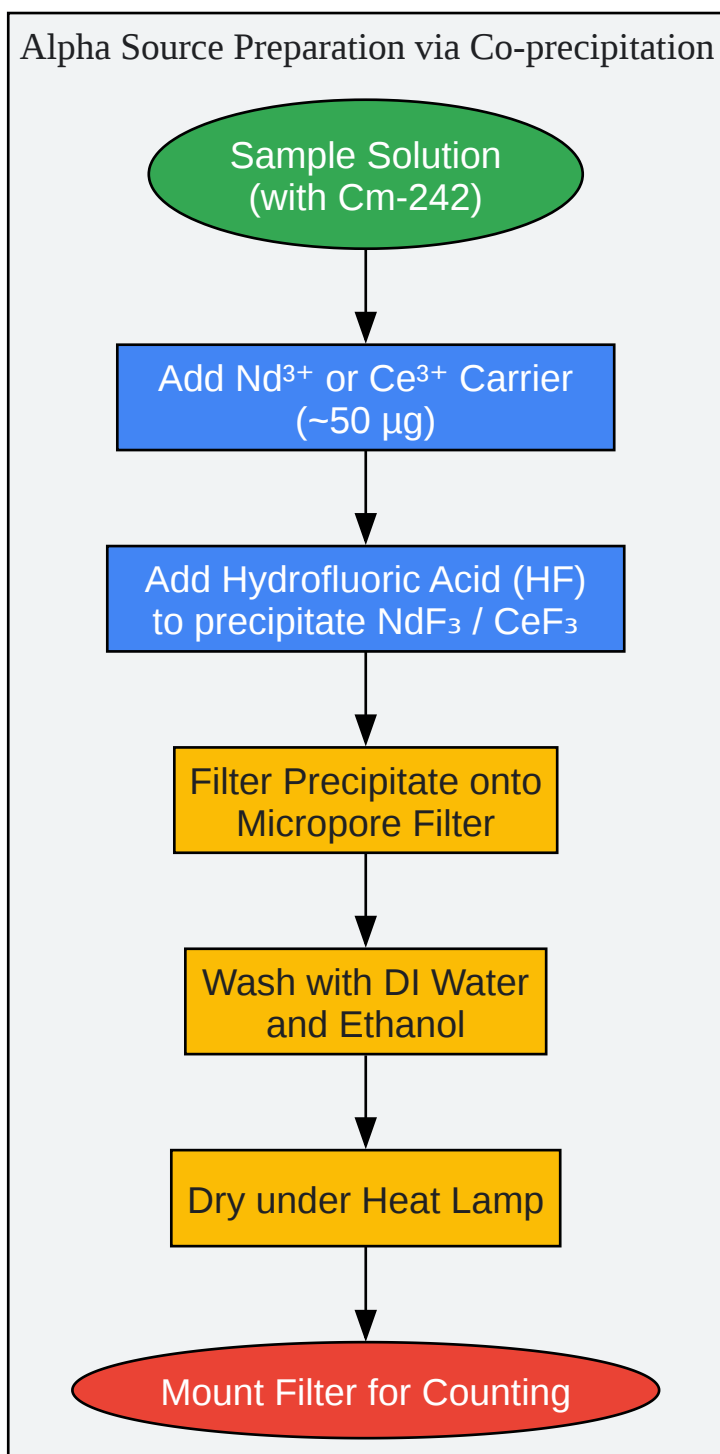 Alpha Source Preparation via Co-precipitation
Sample Solution
(with Cm-242)
Add Nd³⁺ or Ce³⁺ Carrier
(~50 µg)
Add Hydrofluoric Acid (HF)
to precipitate NdF₃ / CeF₃
Filter Precipitate onto
Micropore Filter
Wash with DI Water
and Ethanol
Dry under Heat Lamp
Mount Filter for Counting